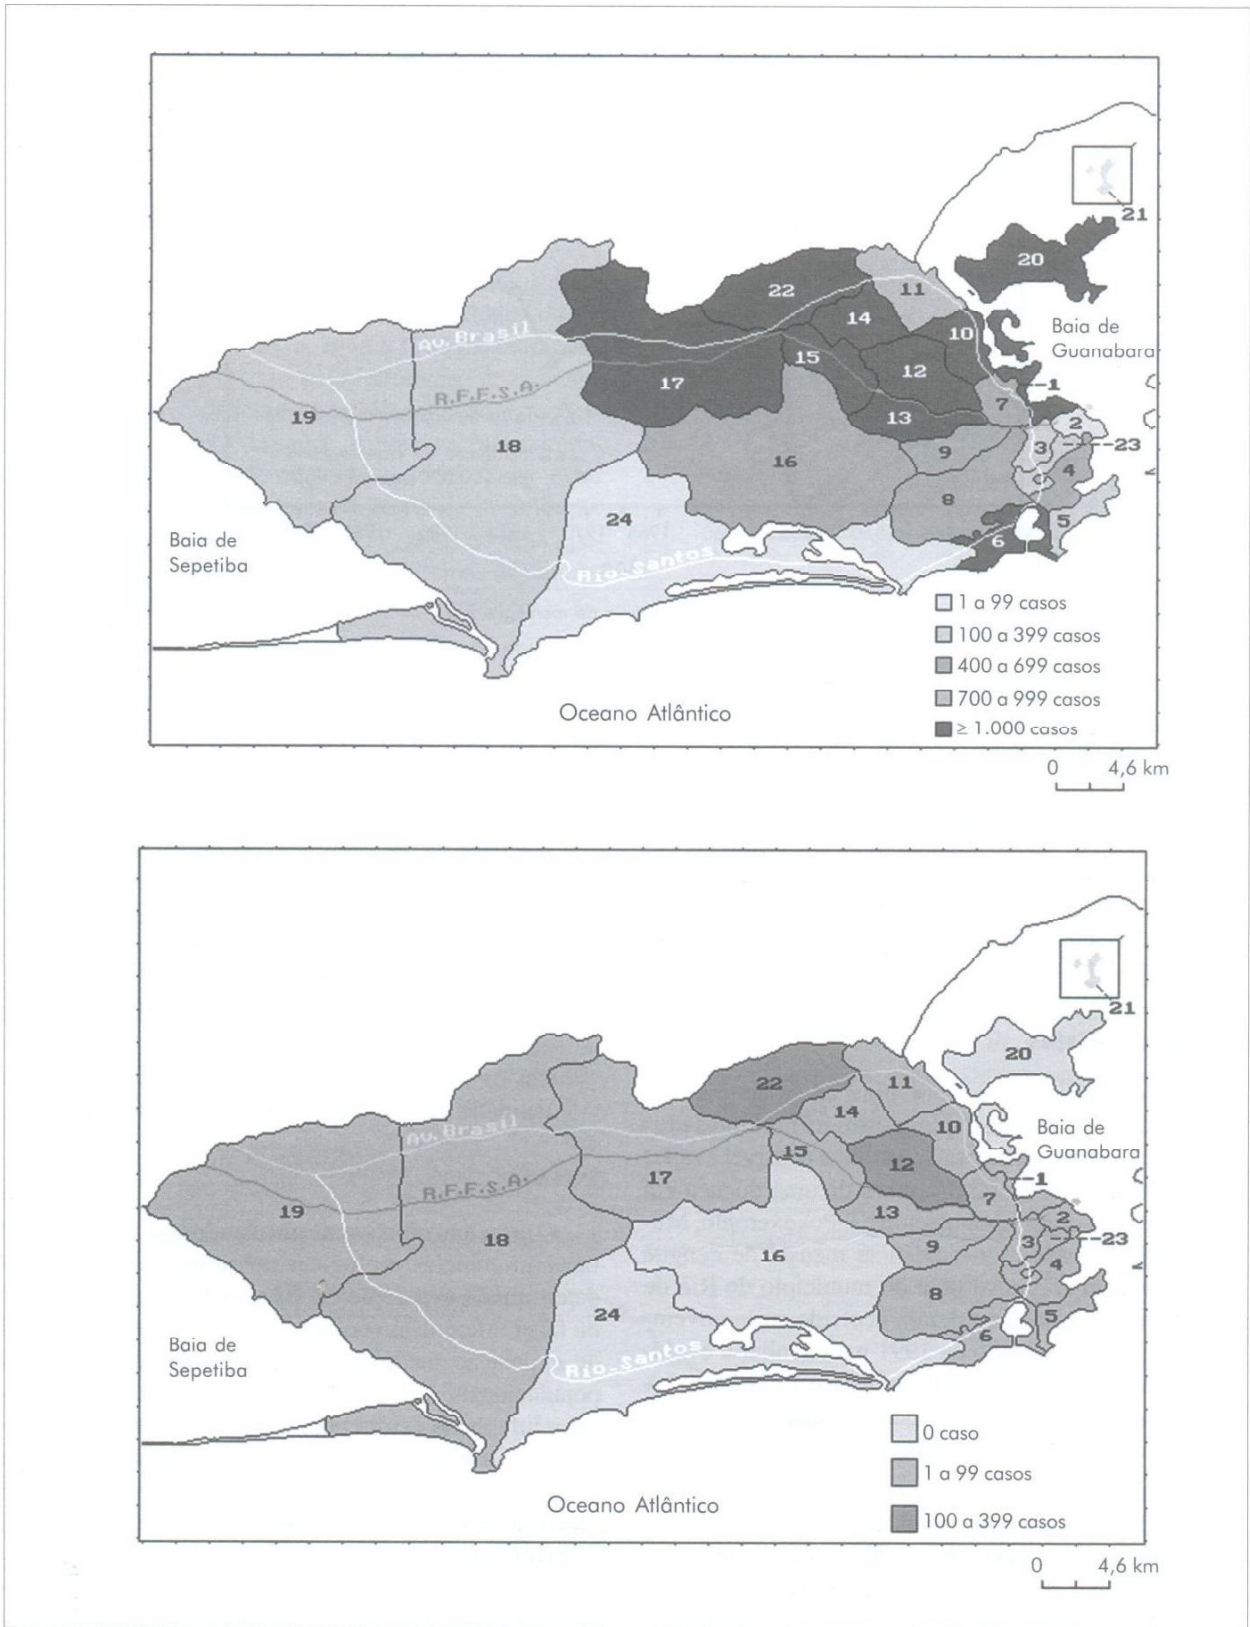 21
20
22
11
14
10
Baia de
Guanabara
Av. Brasil
15
12
1
17
R.F.F.S.A.
7
19
13
2
18
3
23
9
4
16
8
24
5
Baia de
Sepetiba
6
Rio-Santos
1 a 99 casos
100 a 399 casos
400 a 699 casos
700 a 999 casos
≥ 1.000 casos
Oceano Atlântico
0 4,6 km
21
20
22
11
14
10
Baia de
Guanabara
Av. Brasil
15
12
17
1
R.F.F.S.A.
7
19
13
2
18
3
23
9
16
4
8
24
5
6
Baia de
Sepetiba
Rio-Santos
0 caso
1 a 99 casos
100 a 399 casos
Oceano Atlântico
0 4,6 km